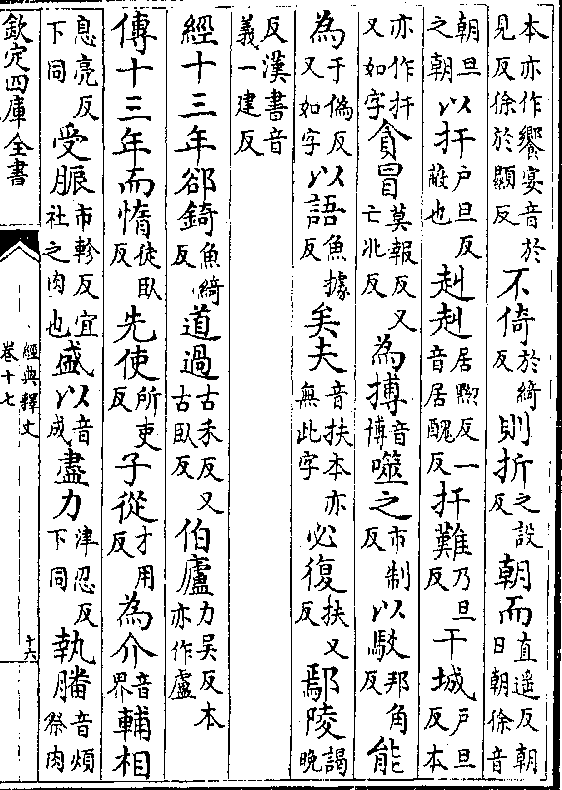 本亦作饗宴音於見反徐於顯反不倚於綺反則折之設反朝而直遥反朝日朝徐音
朝旦之朝以扞户旦反蔽也赳赳居黝反一音居醜反扞難乃旦反干城户旦反本
亦作扞又如字貪冒莫報反又亡北反為搏音博噬之市制反以駮邦角反能
為于偽反又如字以語魚據反矣夫音扶本亦無此字必復扶又反鄢陵謁晚
反漢書音義一建反
經十三年郤錡魚綺反道過古禾反又古臥反伯廬力吴反本亦作盧
傳十三年而惰徒臥反先使所吏反子從才用反為介音界輔相
息亮反下同受脤市軫反宜社之肉也盛以音成盡力津忍反下同執膰音煩祭肉
欽定四庫全書
經典釋文
卷十七
十六